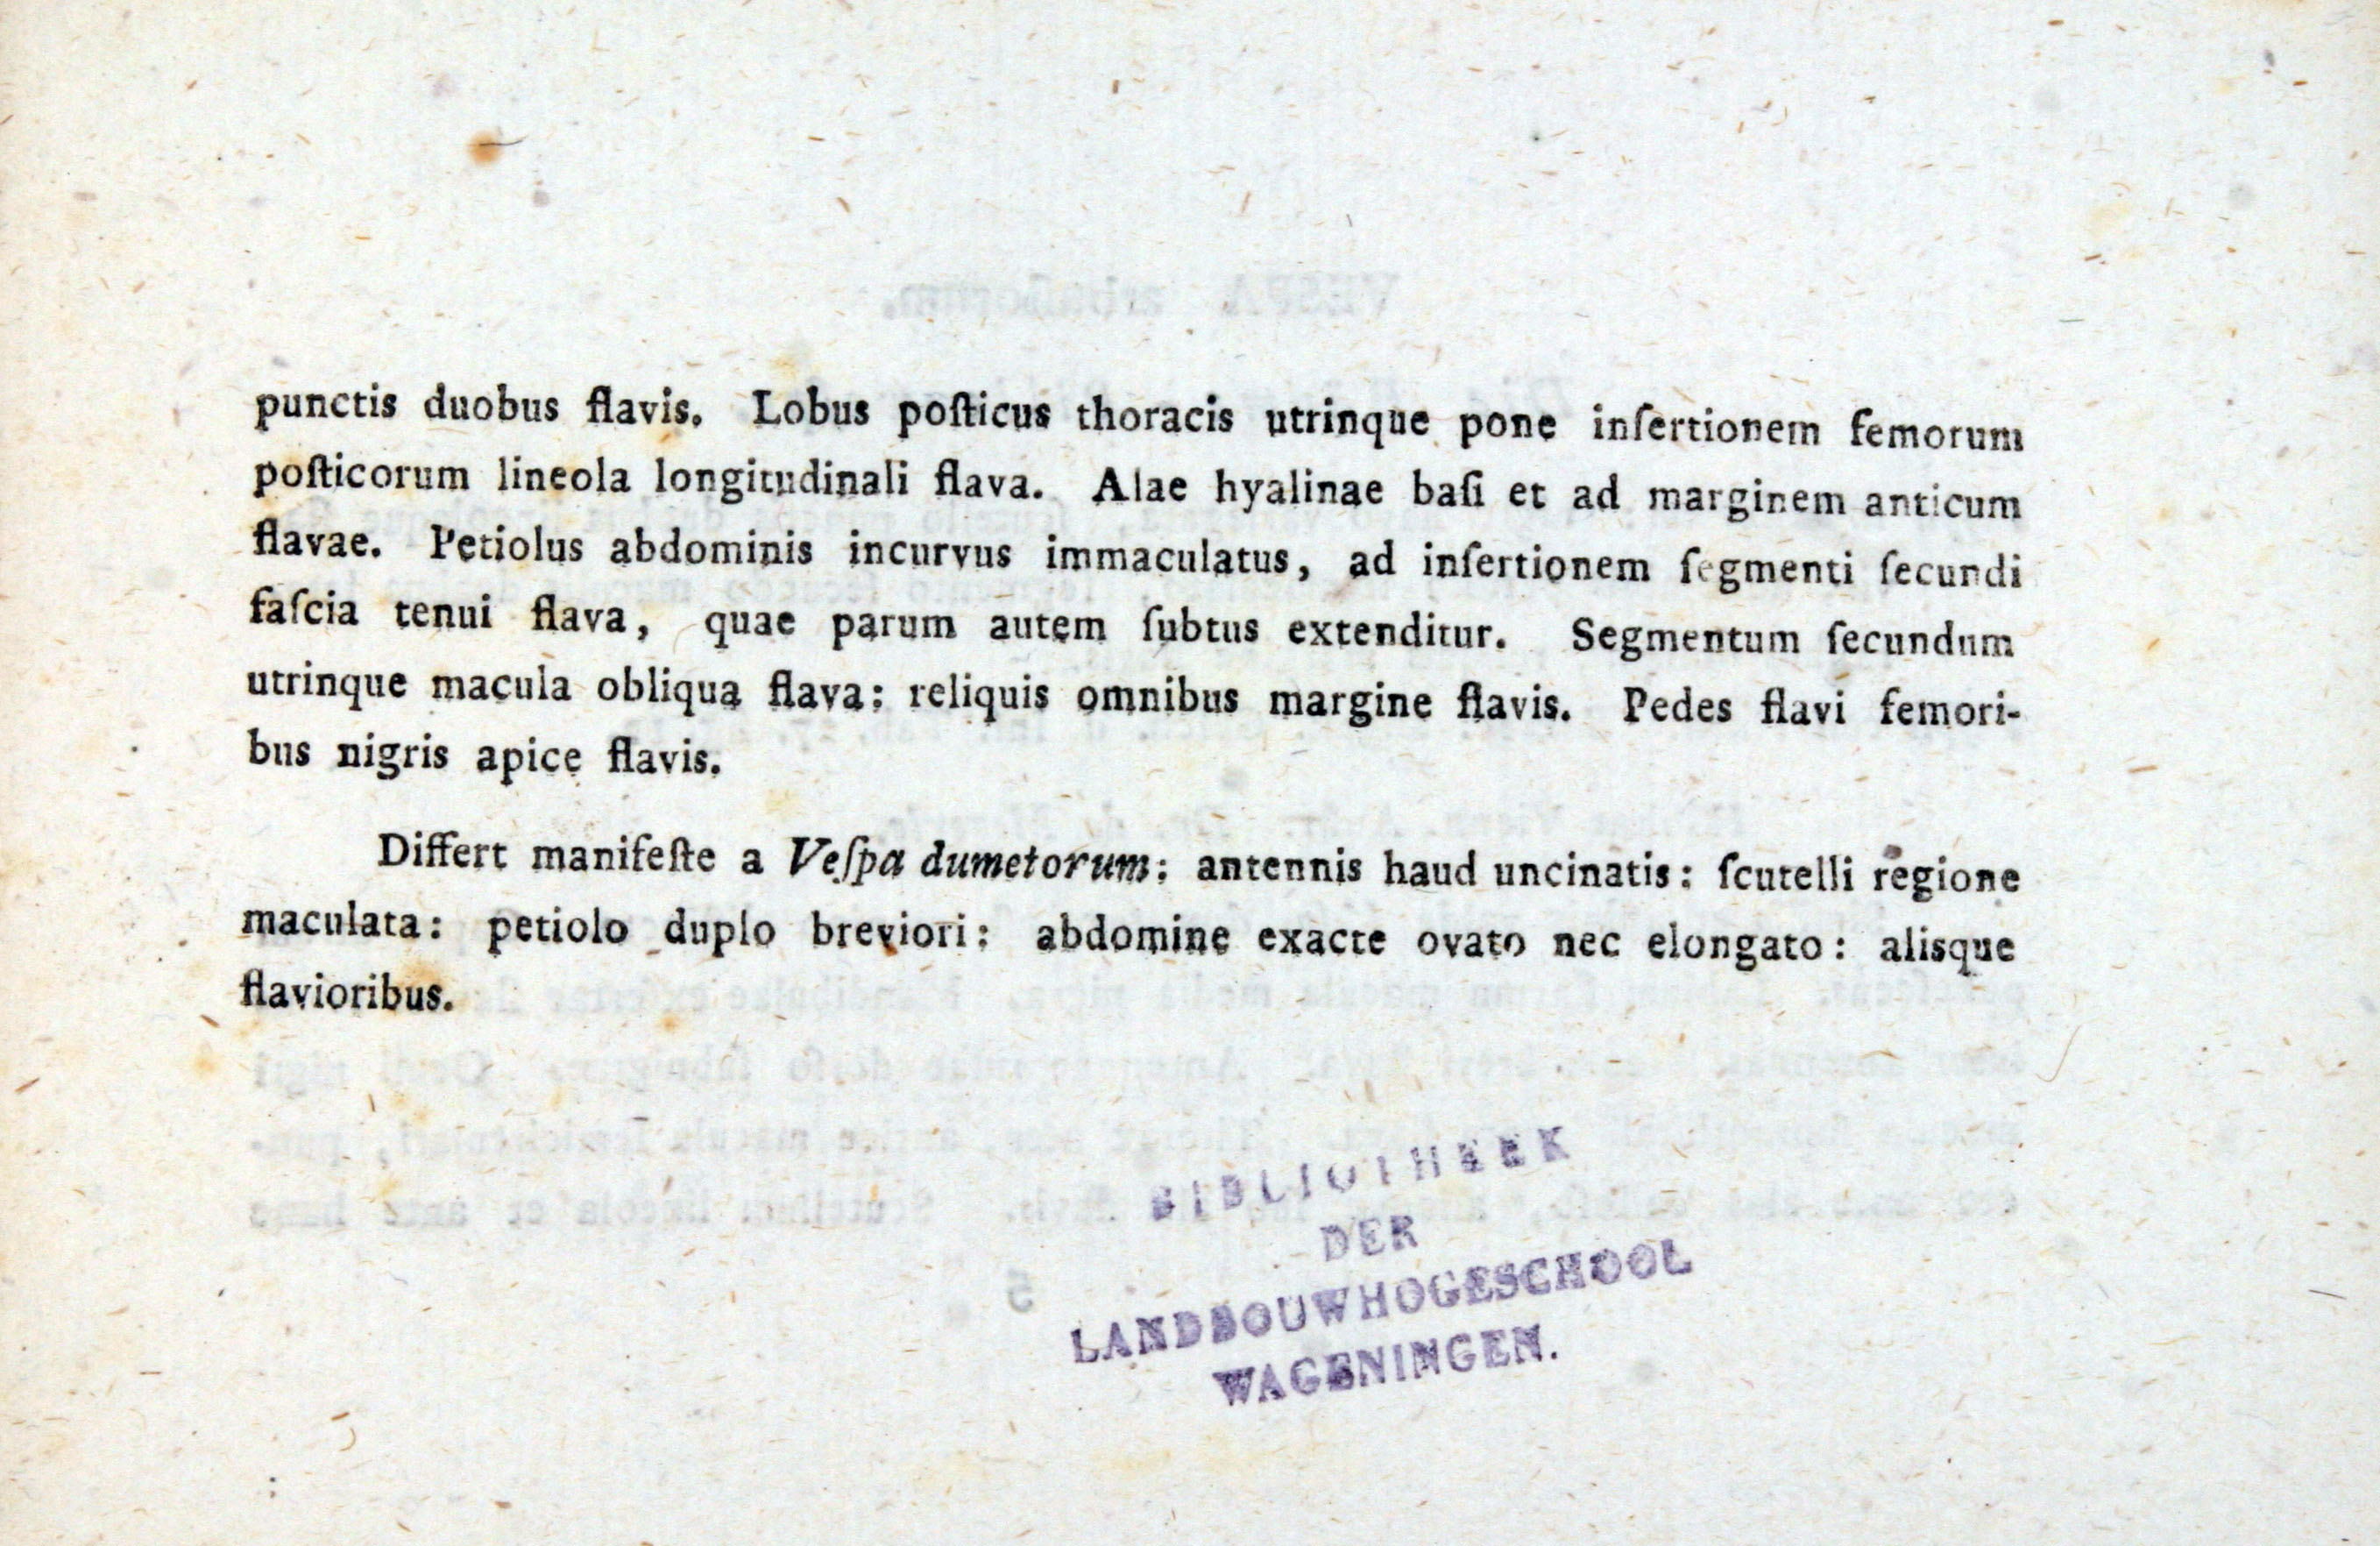 punctis duobus flavis. Lobus poſticus thoracis utrinque pone inſertionem femorum
poſticorum lineola longitudinali flava. Alae hyalinae baſi et ad marginem anticum
flavae. Petiolus abdominis incurvus immaculatus, ad inſertionem ſegmenti ſecundi
faſcia tenui flava, quae parum autem ſubtus extenditur. Segmentum ſecundum
utrinque macula obliqua flava: reliquis omnibus margine flavis. Pedes flavi femori-
bus nigris apice flavis.
Differt manifeſte a Veſpa dumetorum: antennis haud uncinatis: ſcutelli regione
maculata: petiolo duplo breviori: abdomine exacte ovato nec elongato: alisque
flavioribus.
BIBLIOTHEEK
DER
LANDBOUWHOGESCHOOL
WAGENINGEN.